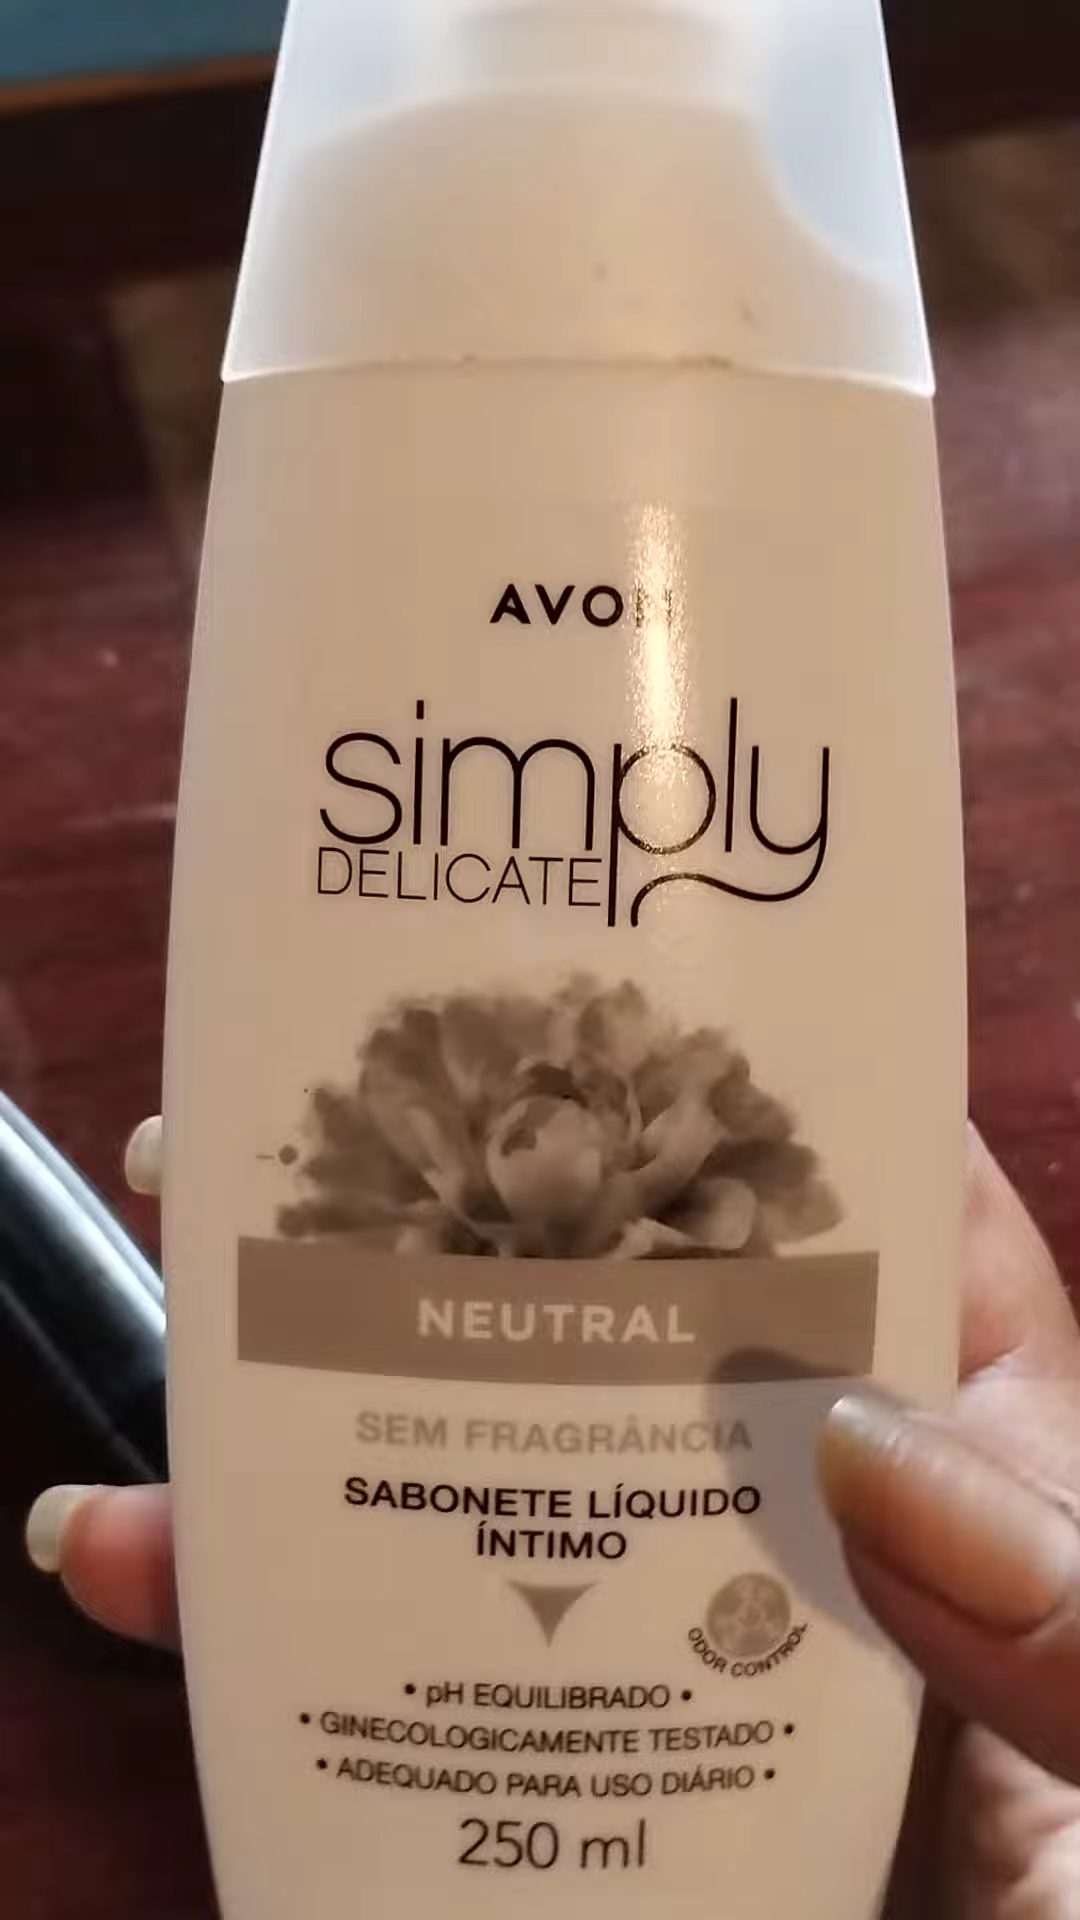 AVON
simply
DELICATE
NEUTRAL
SEM FRAGRÂNCIA
SABONETE LÍQUIDO
ÍNTIMO
ODOR CONTROL
• pH EQUILIBRADO •
• GINECOLOGICAMENTE TESTADO •
• ADEQUADO PARA USO DIÁRIO •
250 ml